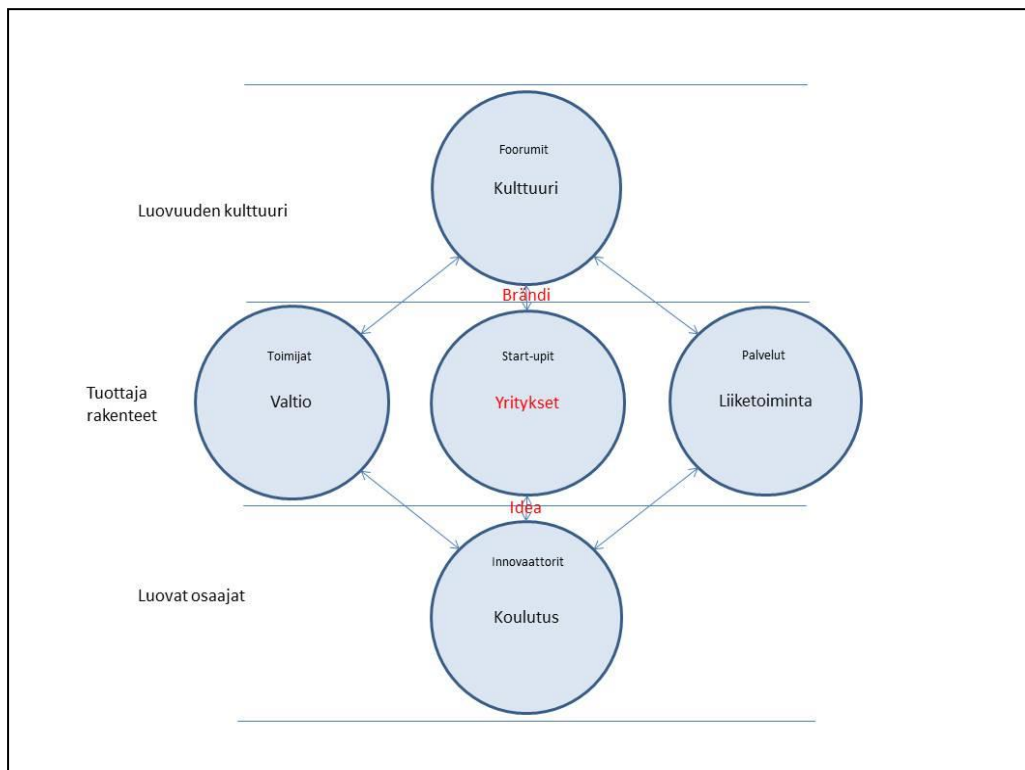 Foorumit
Kulttuuri
Luovuuden kulttuuri
Brändi
Toimijat
Valtio
Start-upit
Yritykset
Palvelut
Liiketoiminta
Tuottaja
rakenteet
Idea
Innovaattorit
Koulutus
Luovat osaajat